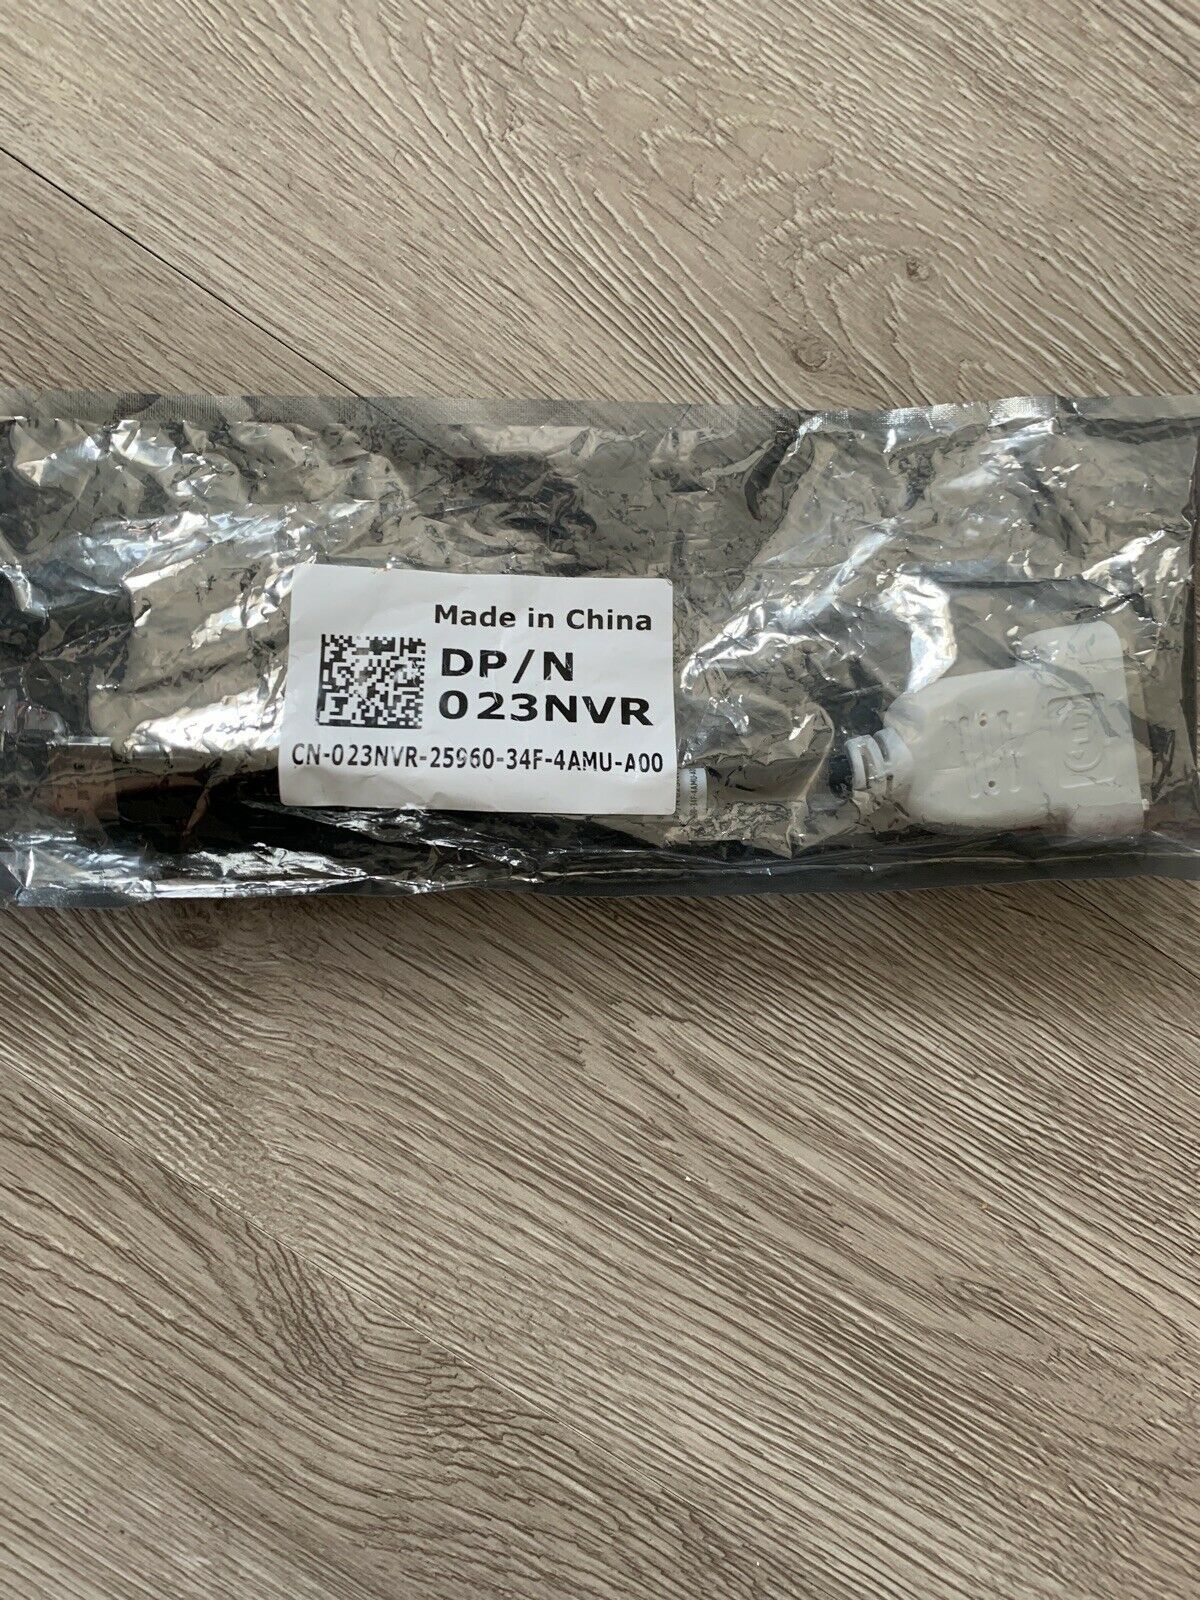 Made in China
DP/N
023NVR
CN-023NVR-25960-34F-4AMU-A00